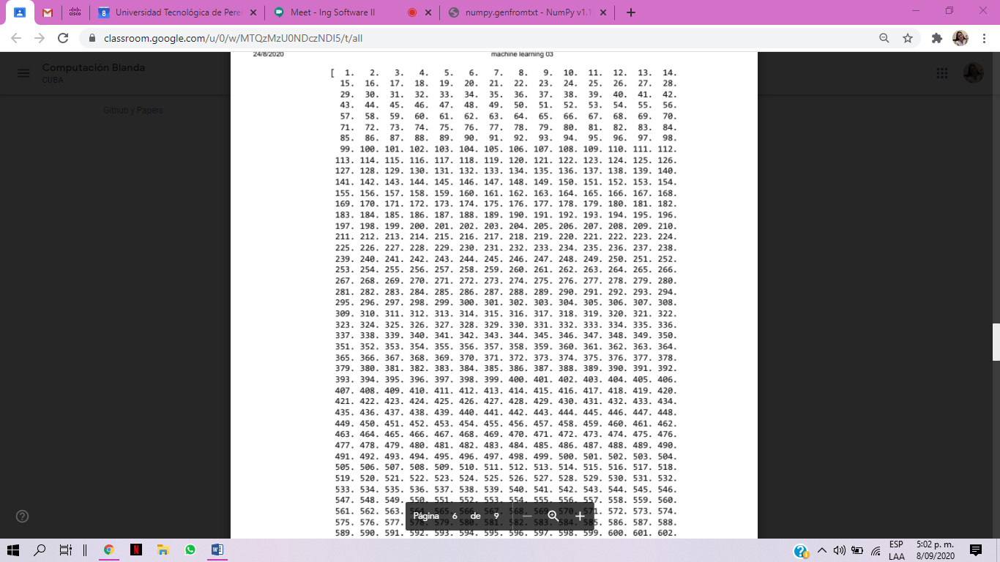 Universidad Tecnológica de Perei
Meet - Ing Software II
numpy.genfromtxt - NumPy v1.1
classroom.google.com/u/0/w/MTQzMzU0NDczNDI5/t/all
24/8/2020 machine learning 03
Computación Blanda
CUBA
Github y Papers
[ 1. 2. 3. 4. 5. 6. 7. 8. 9. 10. 11. 12. 13. 14.
15. 16. 17. 18. 19. 20. 21. 22. 23. 24. 25. 26. 27. 28.
29. 30. 31. 32. 33. 34. 35. 36. 37. 38. 39. 40. 41. 42.
43. 44. 45. 46. 47. 48. 49. 50. 51. 52. 53. 54. 55. 56.
57. 58. 59. 60. 61. 62. 63. 64. 65. 66. 67. 68. 69. 70.
71. 72. 73. 74. 75. 76. 77. 78. 79. 80. 81. 82. 83. 84.
85. 86. 87. 88. 89. 90. 91. 92. 93. 94. 95. 96. 97. 98.
99. 100. 101. 102. 103. 104. 105. 106. 107. 108. 109. 110. 111. 112.
113. 114. 115. 116. 117. 118. 119. 120. 121. 122. 123. 124. 125. 126.
127. 128. 129. 130. 131. 132. 133. 134. 135. 136. 137. 138. 139. 140.
141. 142. 143. 144. 145. 146. 147. 148. 149. 150. 151. 152. 153. 154.
155. 156. 157. 158. 159. 160. 161. 162. 163. 164. 165. 166. 167. 168.
169. 170. 171. 172. 173. 174. 175. 176. 177. 178. 179. 180. 181. 182.
183. 184. 185. 186. 187. 188. 189. 190. 191. 192. 193. 194. 195. 196.
197. 198. 199. 200. 201. 202. 203. 204. 205. 206. 207. 208. 209. 210.
211. 212. 213. 214. 215. 216. 217. 218. 219. 220. 221. 222. 223. 224.
225. 226. 227. 228. 229. 230. 231. 232. 233. 234. 235. 236. 237. 238.
239. 240. 241. 242. 243. 244. 245. 246. 247. 248. 249. 250. 251. 252.
253. 254. 255. 256. 257. 258. 259. 260. 261. 262. 263. 264. 265. 266.
267. 268. 269. 270. 271. 272. 273. 274. 275. 276. 277. 278. 279. 280.
281. 282. 283. 284. 285. 286. 287. 288. 289. 290. 291. 292. 293. 294.
295. 296. 297. 298. 299. 300. 301. 302. 303. 304. 305. 306. 307. 308.
309. 310. 311. 312. 313. 314. 315. 316. 317. 318. 319. 320. 321. 322.
323. 324. 325. 326. 327. 328. 329. 330. 331. 332. 333. 334. 335. 336.
337. 338. 339. 340. 341. 342. 343. 344. 345. 346. 347. 348. 349. 350.
351. 352. 353. 354. 355. 356. 357. 358. 359. 360. 361. 362. 363. 364.
365. 366. 367. 368. 369. 370. 371. 372. 373. 374. 375. 376. 377. 378.
379. 380. 381. 382. 383. 384. 385. 386. 387. 388. 389. 390. 391. 392.
393. 394. 395. 396. 397. 398. 399. 400. 401. 402. 403. 404. 405. 406.
407. 408. 409. 410. 411. 412. 413. 414. 415. 416. 417. 418. 419. 420.
421. 422. 423. 424. 425. 426. 427. 428. 429. 430. 431. 432. 433. 434.
435. 436. 437. 438. 439. 440. 441. 442. 443. 444. 445. 446. 447. 448.
449. 450. 451. 452. 453. 454. 455. 456. 457. 458. 459. 460. 461. 462.
463. 464. 465. 466. 467. 468. 469. 470. 471. 472. 473. 474. 475. 476.
477. 478. 479. 480. 481. 482. 483. 484. 485. 486. 487. 488. 489. 490.
491. 492. 493. 494. 495. 496. 497. 498. 499. 500. 501. 502. 503. 504.
505. 506. 507. 508. 509. 510. 511. 512. 513. 514. 515. 516. 517. 518.
519. 520. 521. 522. 523. 524. 525. 526. 527. 528. 529. 530. 531. 532.
533. 534. 535. 536. 537. 538. 539. 540. 541. 542. 543. 544. 545. 546.
547. 548. 549. 550. 551. 552. 553. 554. 555. 556. 557. 558. 559. 560.
561. 562. 563. 564. 565. 566. 567. 568. 569. 570. 571. 572. 573. 574.
575. 576. 577. 578. 579. 580. 581. 582. 583. 584. 585. 586. 587. 588.
589. 590. 591. 592. 593. 594. 595. 596. 597. 598. 599. 600. 601. 602.
Página 6 de 9
ESP 5:02 p. m.
LAA 8/09/2020